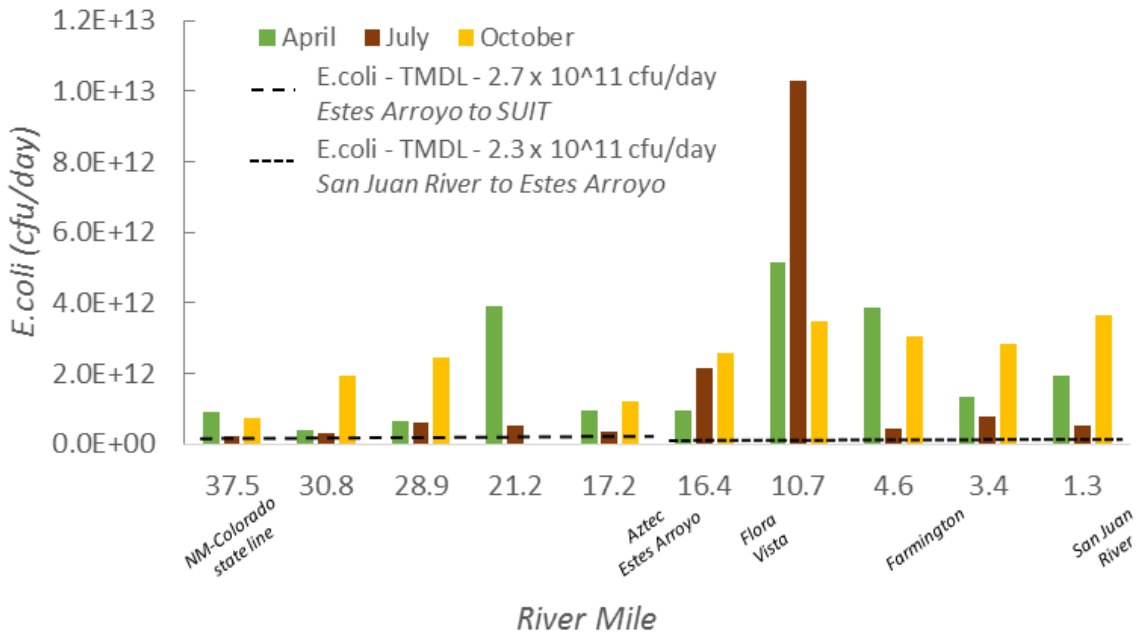 1.2E+13
1.0E+13
8.0E+12
6.0E+12
4.0E+12
2.0E+12
0.0E+00
E.coli (cfu/day)
April July October
E.coli - TMDL - 2.7 x 10^11 cfu/day
Estes Arroyo to SUIT
E.coli - TMDL - 2.3 x 10^11 cfu/day
San Juan River to Estes Arroyo
37.5 30.8 28.9 21.2 17.2 16.4 10.7 4.6 3.4 1.3
NM-Colorado
state line
Aztec
Estes Arroyo
Flora
Vista
Farmington
San Juan
River
River Mile